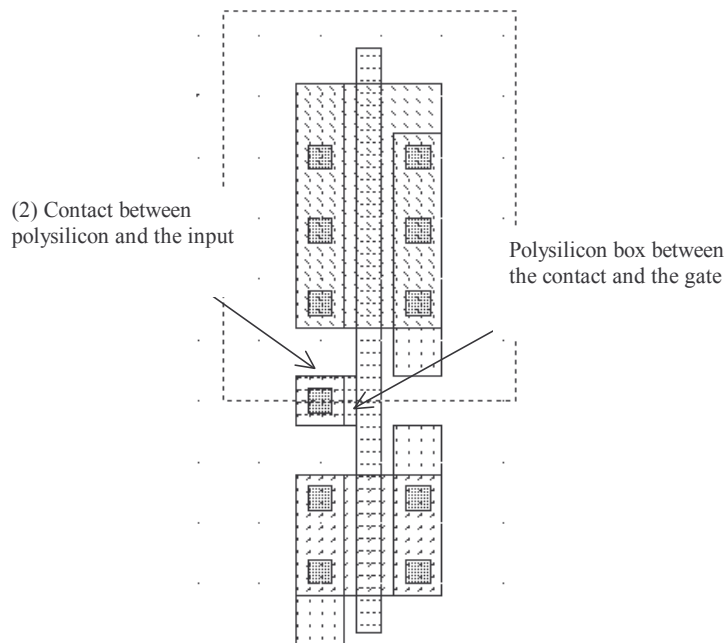 (2) Contact between
polysilicon and the input
Polysilicon box between
the contact and the gate